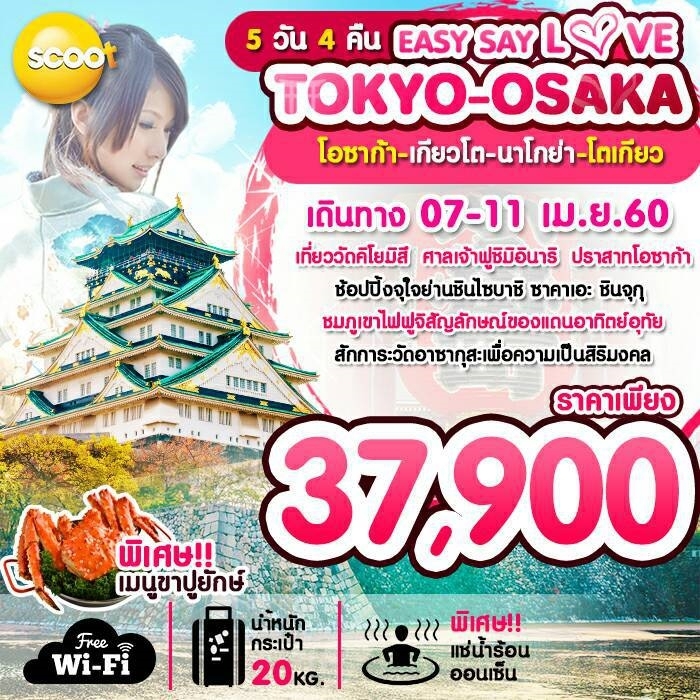 scoot
5 วัน 4 คืน EASY SAY LOVE
TOKYO-OSAKA
โอซาก้า-เกียวโต-นาโกย่า-โตเกียว
เดินทาง 07-11 เม.ย.60
เที่ยววัดคิโยมิสึ ศาลเจ้าฟูชิมิอินาริ ปราสาทโอซาก้า
ช้อปปิ้งจุใจย่านชินไซบาชิ ซาคาเอะ ชินจุกุ
ชมภูเขาไฟฟูจิสัญลักษณ์ของแดนอาทิตย์อุทัย
สักการะวัดอาซากุสะเพื่อความเป็นสิริมงคล
ราคาเพียง
37,900
พิเศษ!!
เมนูขาปูยักษ์
Free
Wi-Fi
น้ำหนัก
กระเป๋า
20KG.
พิเศษ!!
แช่น้ำร้อน
ออนเซ็น